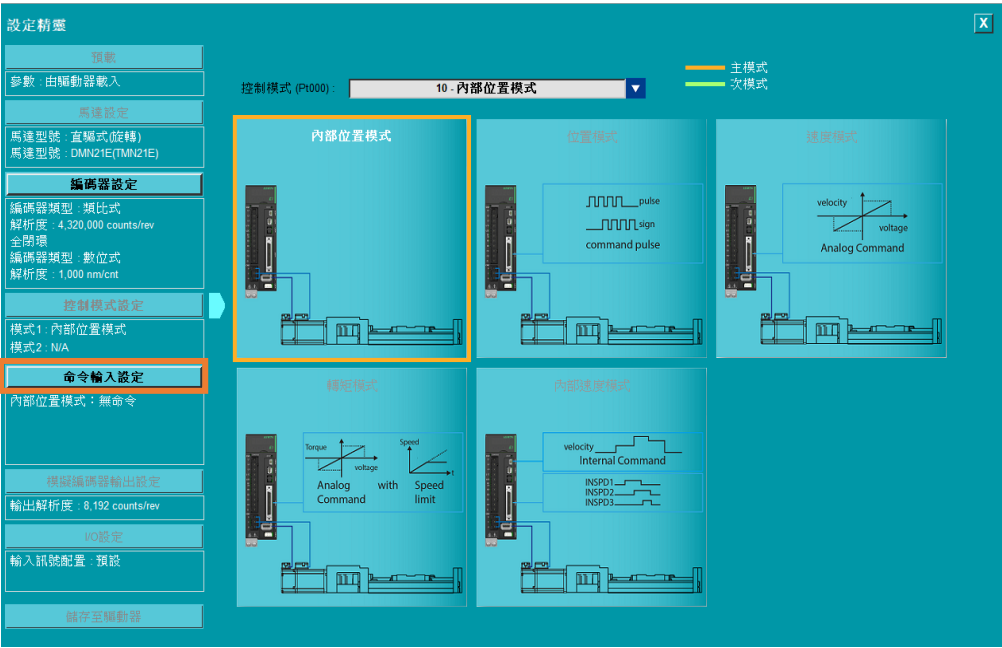 設定精靈
X
預載
參數 : 由驅動器載入
馬達設定
馬達型號 : 直驅式(旋轉)
馬達型號 : DMN21E(TMN21E)
編碼器設定
編碼器類型 : 類比式
解析度 : 4,320,000 counts/rev
全閉環
編碼器類型 : 數位式
解析度 : 1,000 nm/cnt
控制模式設定
模式1 : 內部位置模式
模式2 : N/A
命令輸入設定
內部位置模式：無命令
模擬編碼器輸出設定
輸出解析度 : 8,192 counts/rev
I/O設定
輸入訊號配置 : 預設
儲存至驅動器
控制模式 (Pt000) :
10 - 內部位置模式
主模式
次模式
內部位置模式
位置模式
pulse
sign
command pulse
速度模式
velocity
voltage
Analog Command
轉矩模式
Torque
voltage
Speed
t
Analog with Speed
Command limit
內部速度模式
velocity
Internal Command
INSPD1
INSPD2
INSPD3